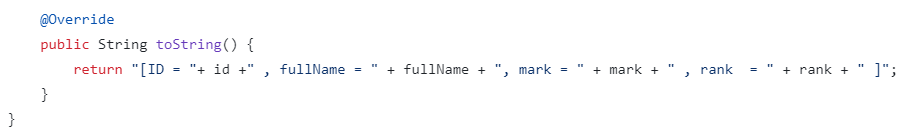 @Override
public String toString() {
return "[ID = "+ id +" , fullName = " + fullName + ", mark = " + mark + " , rank  = " + rank + " ]";
}
}